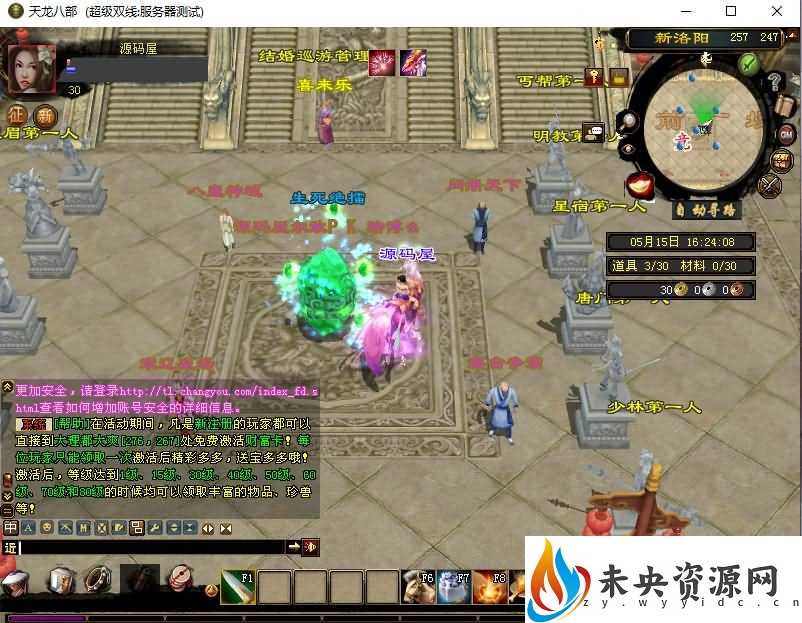 天龙八部 (超级双线:服务器测试)
源码屋
30
征 新
结婚巡游管理
喜来乐
新洛阳 257 247
丐帮第一
眉第一人
明教第
GM
生死绝擂
星宿第一人
自动寻路
源码屋
05月15日 16:24:08
道具 3/30 材料 0/30
30 0 0
唐门第一人
少林第一人
更加安全，请登录http://tl.changyou.com/index_fd.s
html查看如何增加账号安全的详细信息。
系统[帮助]在活动期间，凡是新注册的玩家都可以
直接到大理都大爽[276，267]处免费激活财富卡！每
位玩家只能领取一次激活后精彩多多，送宝多多哦！
激活后，等级达到1级、15级、30级、40级、50级、60
级、70级和80级的时候均可以领取丰富的物品、珍兽
等！
近
F1 F6 F7 F8
未央资源网
zy.wyyidc.cn